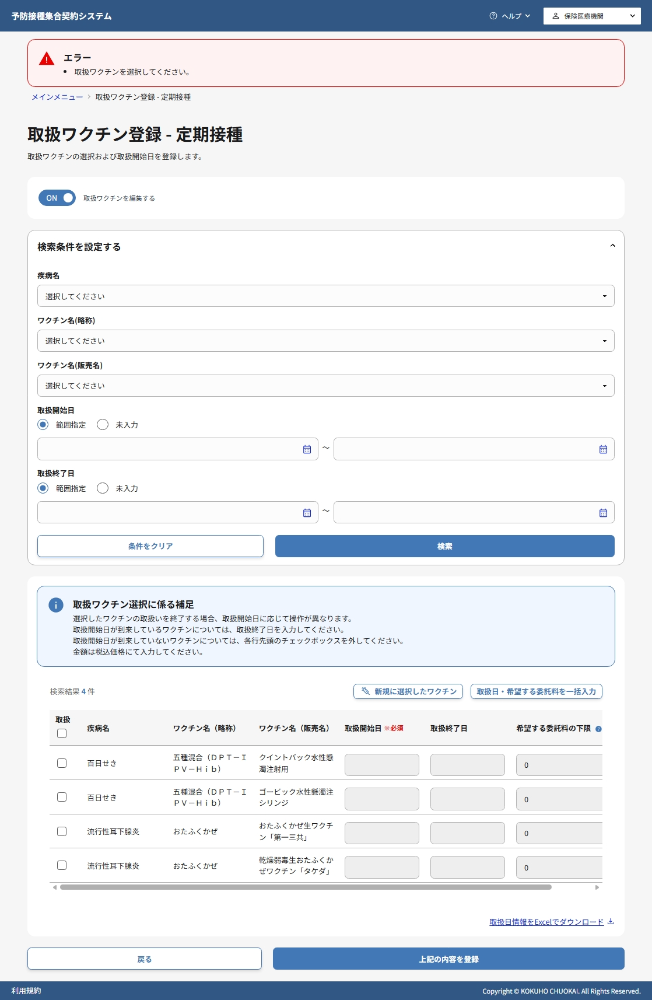 予防接種集合契約システム
ヘルプ
保険医療機関
エラー
取扱ワクチンを選択してください。
メインメニュー > 取扱ワクチン登録 - 定期接種
取扱ワクチン登録 - 定期接種
取扱ワクチンの選択および取扱開始日を登録します。
ON 取扱ワクチンを編集する
検索条件を設定する
疾病名
選択してください
ワクチン名(略称)
選択してください
ワクチン名(販売名)
選択してください
取扱開始日
範囲指定 未入力
～
取扱終了日
範囲指定 未入力
～
条件をクリア 検索
取扱ワクチン選択に係る補足
選択したワクチンの取扱いを終了する場合、取扱開始日に応じて操作が異なります。
取扱開始日が到来しているワクチンについては、取扱終了日を入力してください。
取扱開始日が到来していないワクチンについては、各行先頭のチェックボックスを外してください。
金額は税込価格にて入力してください。
検索結果 4 件
新規に選択したワクチン 取扱日・希望する委託料を一括入力
取扱 疾病名 ワクチン名（略称） ワクチン名（販売名） 取扱開始日 ※必須 取扱終了日 希望する委託料の下限
百日せき 五種混合（ＤＰＴ－Ｉ クイントバック水性懸
ＰＶ－Ｈｉｂ） 濁注射用 0
百日せき 五種混合（ＤＰＴ－Ｉ ゴービック水性懸濁注
ＰＶ－Ｈｉｂ） シリンジ 0
流行性耳下腺炎 おたふくかぜ おたふくかぜ生ワクチ
ン「第一三共」 0
流行性耳下腺炎 おたふくかぜ 乾燥弱毒生おたふくか
ぜワクチン「タケダ」 0
取扱日情報をExcelでダウンロード
戻る 上記の内容を登録
利用規約 Copyright © KOKUHO CHUOKAI. All Rights Reserved.